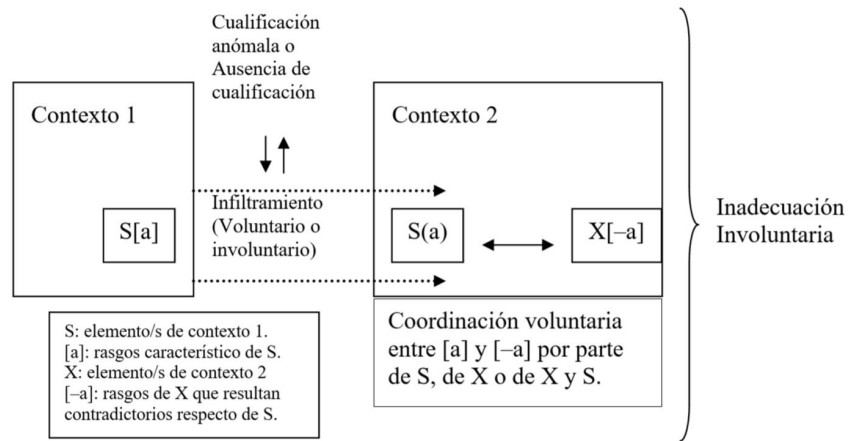 Cualificación
anómala o
Ausencia de
cualificación
Contexto 1
Contexto 2
Infiltramiento
(Voluntario o
involuntario)
S[a]
S(a)
X[–a]
Inadecuación
Involuntaria
S: elemento/s de contexto 1.
[a]: rasgos característico de S.
X: elemento/s de contexto 2
[–a]: rasgos de X que resultan
contradictorios respecto de S.
Coordinación voluntaria
entre [a] y [–a] por parte
de S, de X o de X y S.